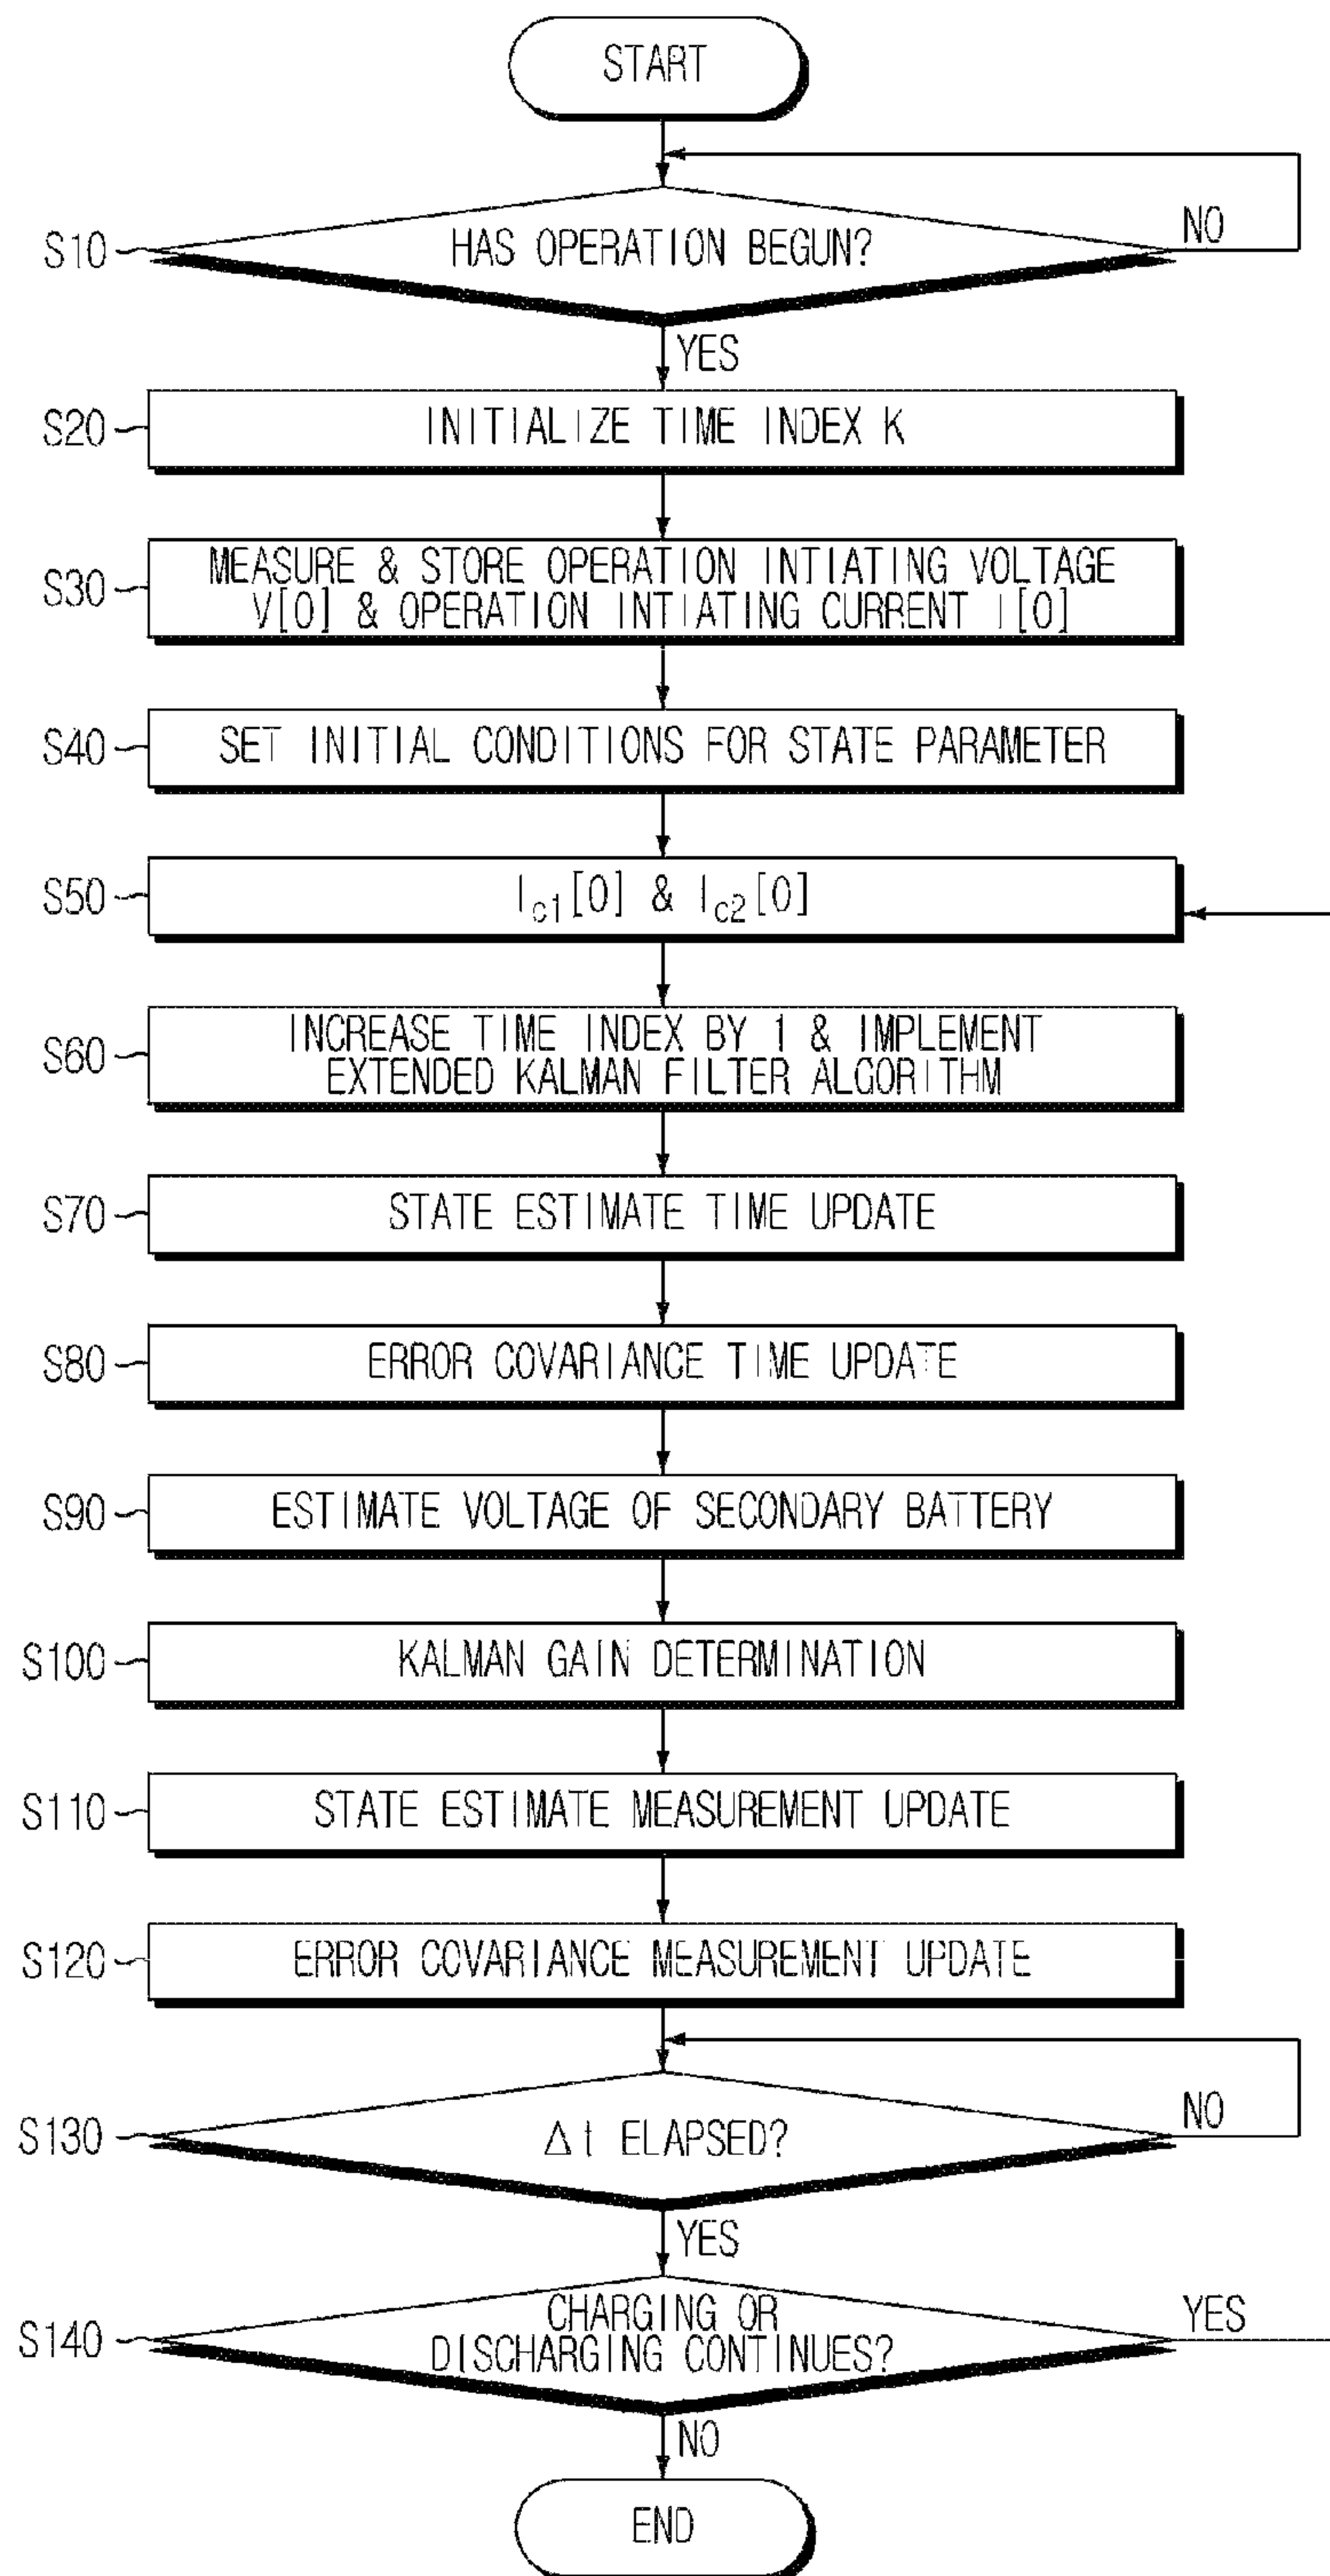 START
S10
HAS OPERATION BEGUN?
NO
YES
S20
INITIALIZE TIME INDEX K
S30
MEASURE & STORE OPERATION INTIATING VOLTAGE
V[0] & OPERATION INTIATING CURRENT I[0]
S40
SET INITIAL CONDITIONS FOR STATE PARAMETER
S50
Ic1[0] & Ic2[0]
S60
INCREASE TIME INDEX BY 1 & IMPLEMENT
EXTENDED KALMAN FILTER ALGORITHM
S70
STATE ESTIMATE TIME UPDATE
S80
ERROR COVARIANCE TIME UPDATE
S90
ESTIMATE VOLTAGE OF SECONDARY BATTERY
S100
KALMAN GAIN DETERMINATION
S110
STATE ESTIMATE MEASUREMENT UPDATE
S120
ERROR COVARIANCE MEASUREMENT UPDATE
S130
Δt ELAPSED?
NO
YES
S140
CHARGING OR
DISCHARGING CONTINUES?
YES
NO
END